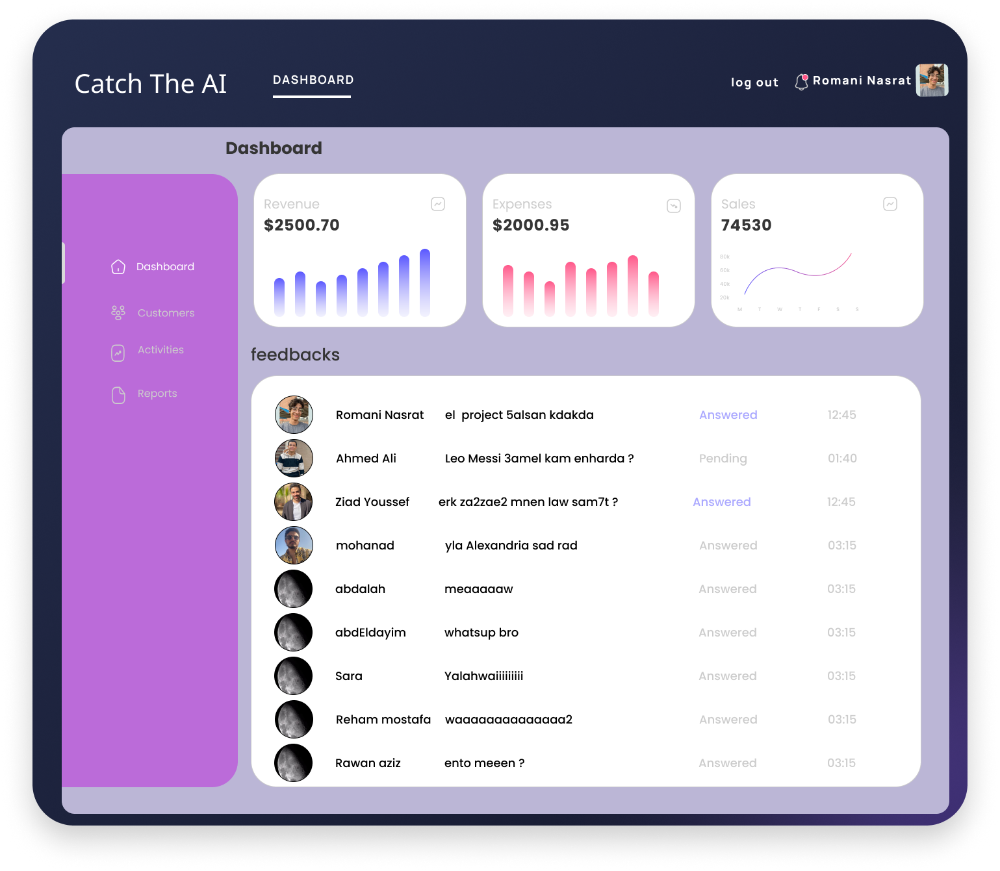 Catch The AI
DASHBOARD
log out
Romani Nasrat
Dashboard
Dashboard
Customers
Activities
Reports
Revenue
$2500.70
Expenses
$2000.95
Sales
74530
80k
60k
40k
20k
M T W T F S S
feedbacks
Romani Nasrat el project 5alsan kdakda Answered 12:45
Ahmed Ali Leo Messi 3amel kam enharda ? Pending 01:40
Ziad Youssef erk za2zae2 mnen law sam7t ? Answered 12:45
mohanad yla Alexandria sad rad Answered 03:15
abdalah meaaaaaw Answered 03:15
abdEldayim whatsup bro Answered 03:15
Sara Yalahwaiiiiiiiii Answered 03:15
Reham mostafa waaaaaaaaaaaaaa2 Answered 03:15
Rawan aziz ento meeen ? Answered 03:15